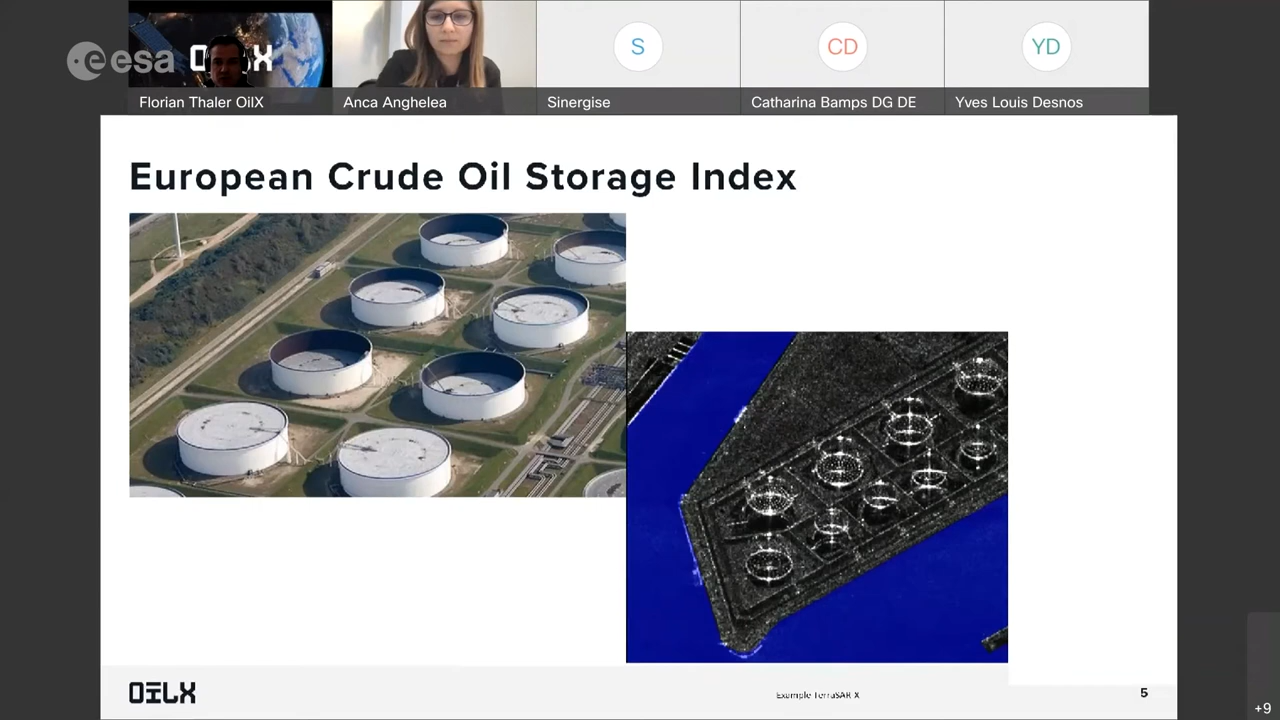 esa
OILX
Florian Thaler OilX
Anca Anghelea
S
Sinergise
CD
Catharina Bamps DG DE
YD
Yves Louis Desnos
European Crude Oil Storage Index
OILX
Example TerraSAR X
5
+9